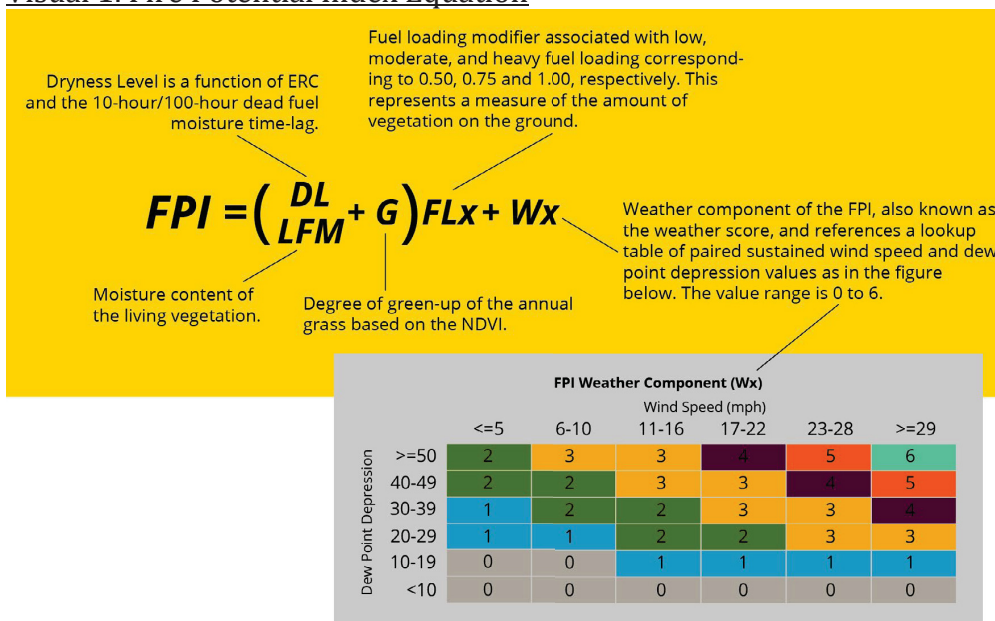 Visual 1: Fire Potential Index Equation
Fuel loading modifier associated with low,
moderate, and heavy fuel loading correspond-
ing to 0.50, 0.75 and 1.00, respectively. This
represents a measure of the amount of
vegetation on the ground.
Dryness Level is a function of ERC
and the 10-hour/100-hour dead fuel
moisture time-lag.
FPI = ( DL
LFM + G ) FLx + Wx
Weather component of the FPI, also known as
the weather score, and references a lookup
table of paired sustained wind speed and dew
point depression values as in the figure
below. The value range is 0 to 6.
Moisture content of
the living vegetation.
Degree of green-up of the annual
grass based on the NDVI.
FPI Weather Component (Wx)
Wind Speed (mph)
<=5 6-10 11-16 17-22 23-28 >=29
Dew Point Depression
>=50 2 3 3 4 5 6
40-49 2 2 3 3 4 5
30-39 1 2 2 3 3 4
20-29 1 1 2 2 3 3
10-19 0 0 1 1 1 1
<10 0 0 0 0 0 0